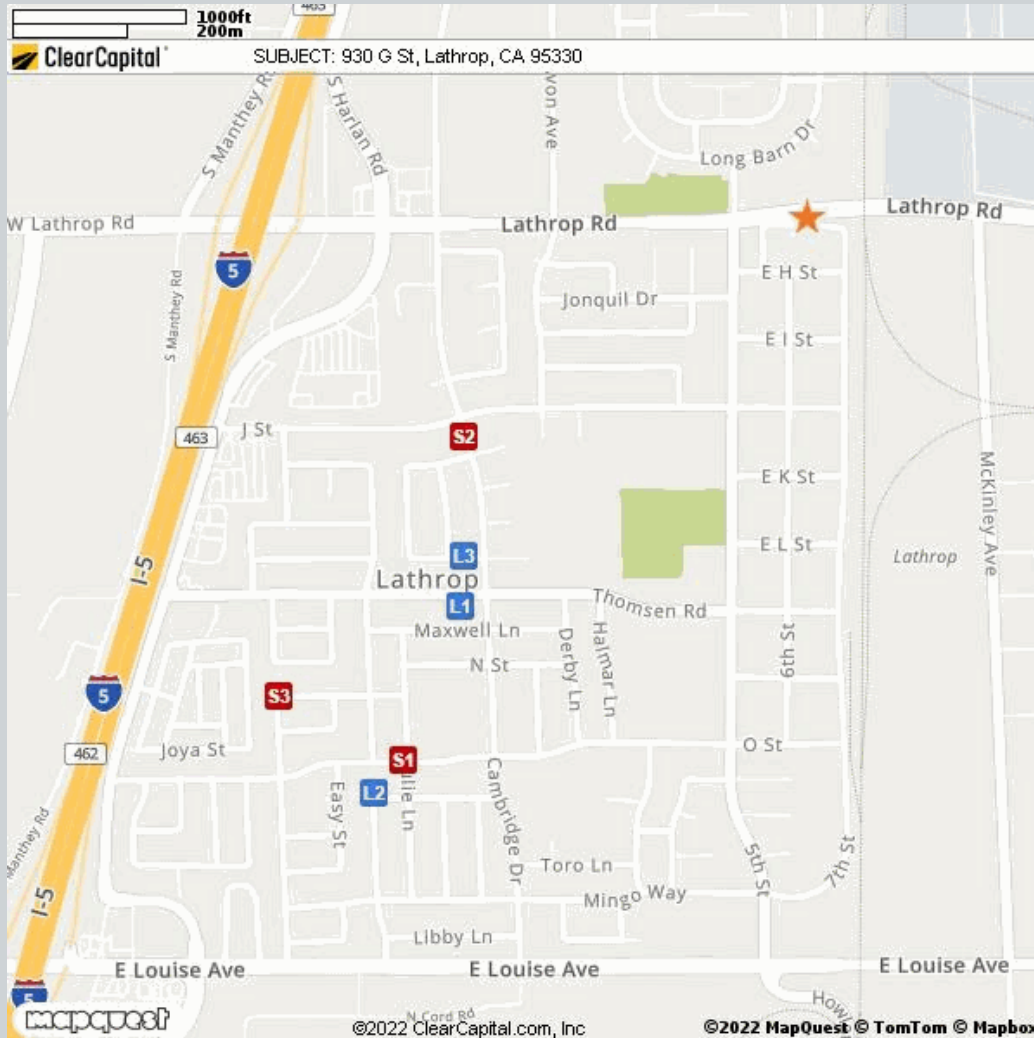 1000ft
200m
463
ClearCapital
SUBJECT: 930 G St, Lathrop, CA 95330
S Manthey Rd
S Harlan Rd
Long Barn Dr
W Lathrop Rd
Lathrop Rd
Lathrop Rd
5
E H St
S Manthey Rd
Jonquil Dr
E I St
463
J St
S2
McKinley Ave
E K St
E L St
L3
Lathrop
I-5
Lathrop
L1
Thomsen Rd
Maxwell Ln
Derby Ln
Halmar Ln
6th St
N St
5
S3
462
Joya St
O St
S1
L2
Easy St
Cambridge Dr
Manthey Rd
5th St
7th St
Toro Ln
Mingo Way
I-5
Libby Ln
E Louise Ave
E Louise Ave
E Louise Ave
5
mapquest
N Cord Rd
©2022 ClearCapital.com, Inc
©2022 MapQuest © TomTom © Mapbox